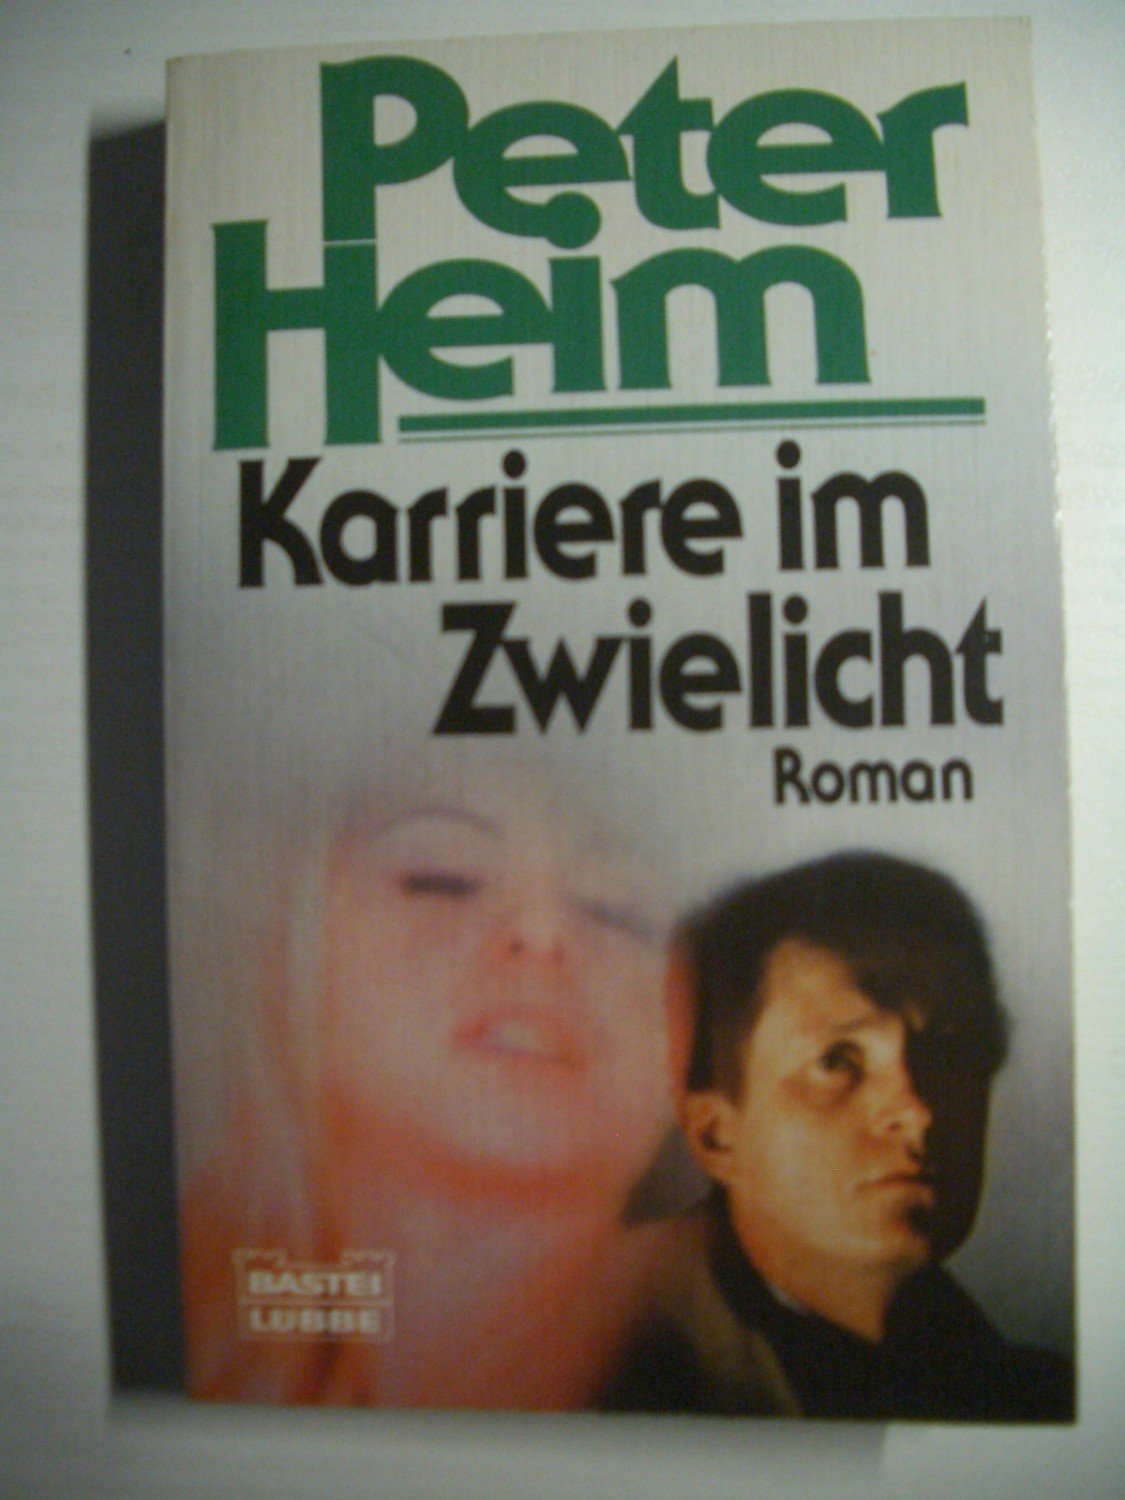 Peter
Heim
Karriere im
Zwielicht
Roman
BASTEI
LÜBBE